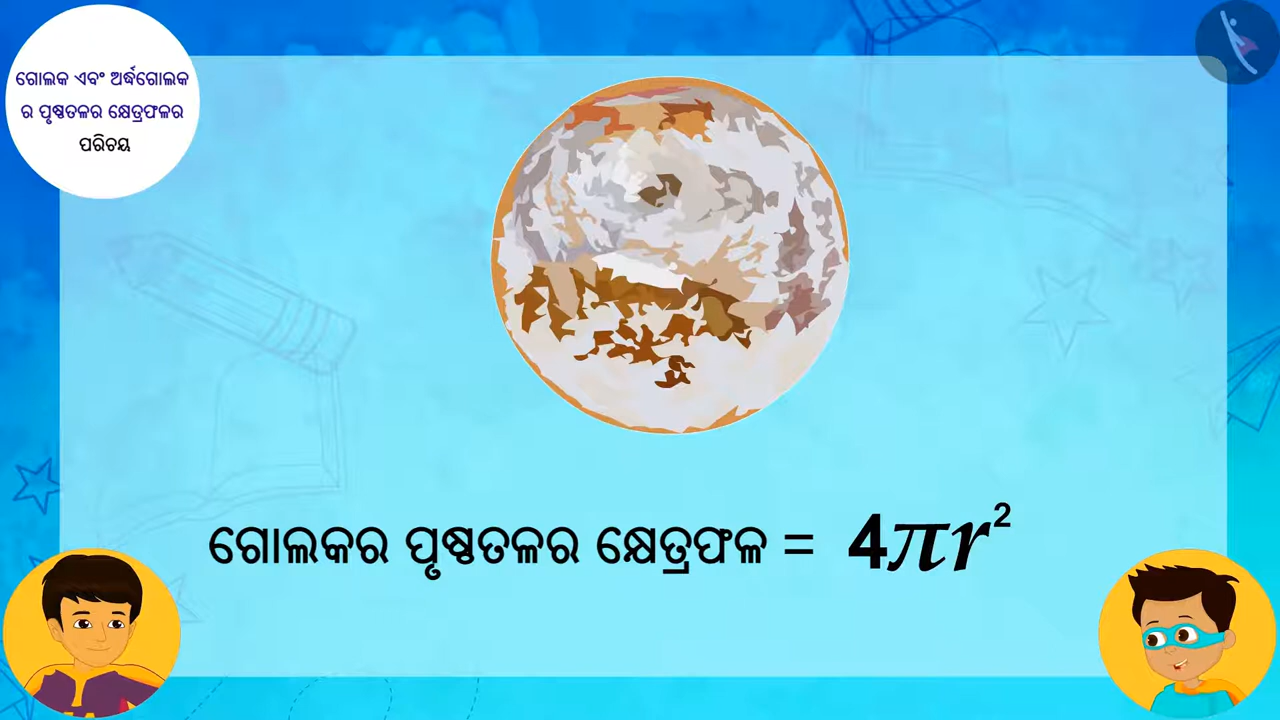 ଗୋଲକ ଏବଂ ଅର୍ଦ୍ଧଗୋଲକ
ର ପୃଷ୍ଠତଳର କ୍ଷେତ୍ରଫଳର
ପରିଚୟ
ଗୋଲକର ପୃଷ୍ଠତଳର କ୍ଷେତ୍ରଫଳ = 4πr²